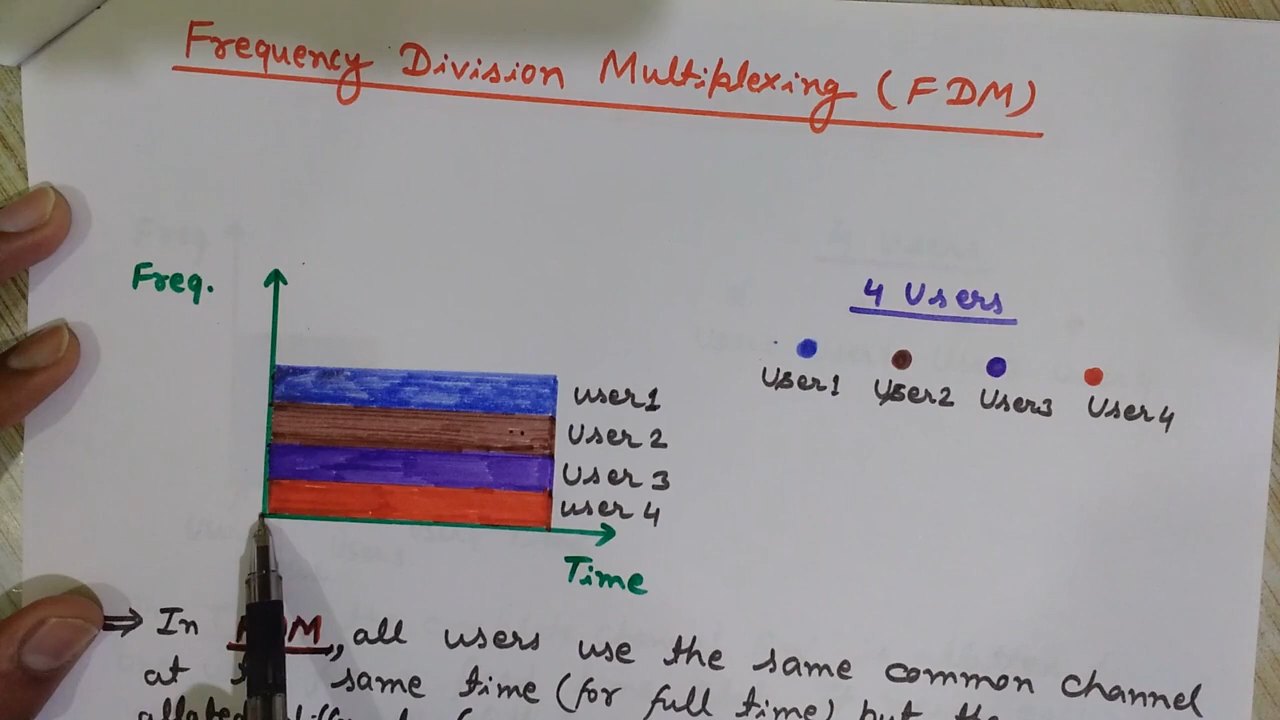 Frequency Division Multiplexing (FDM)
Freq.
4 Users
User1 User2 User3 User4
user1
User 2
User 3
user 4
Time
⇒ In FDM, all users use the same common channel
at same time (for full time) but the